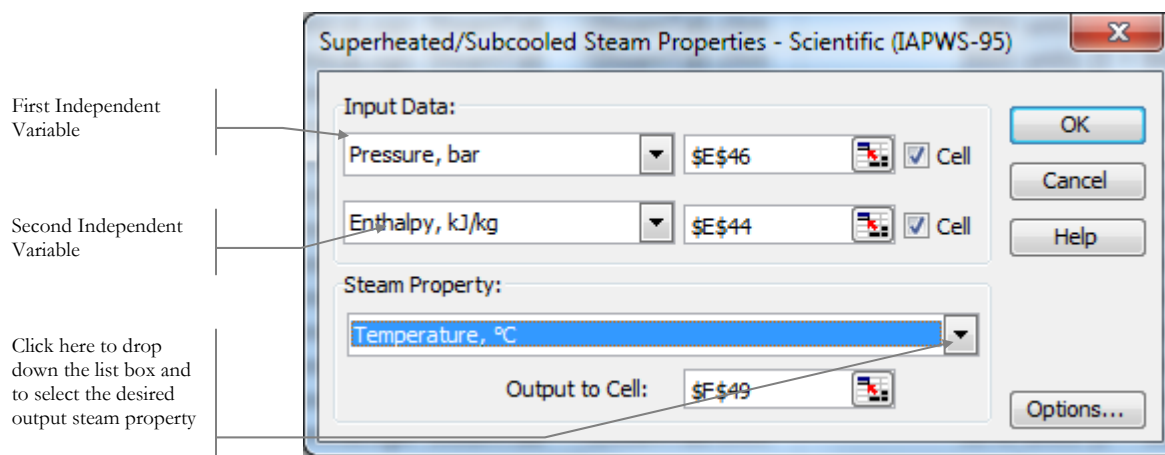 Superheated/Subcooled Steam Properties - Scientific (IAPWS-95)
First Independent
Variable
Input Data:
Pressure, bar
$E$46
Cell
OK
Cancel
Second Independent
Variable
Enthalpy, kJ/kg
$E$44
Cell
Help
Steam Property:
Click here to drop
down the list box and
to select the desired
output steam property
Temperature, ºC
Output to Cell:
$F$49
Options...